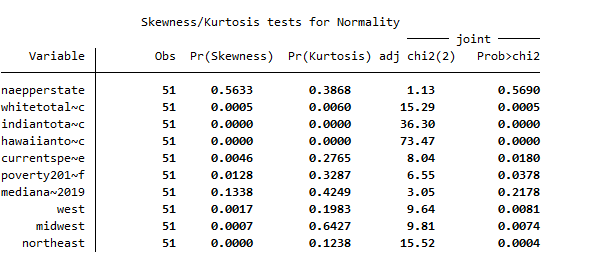 Skewness/Kurtosis tests for Normality
joint
Variable Obs Pr(Skewness) Pr(Kurtosis) adj chi2(2) Prob>chi2
naepperstate 51 0.5633 0.3868 1.13 0.5690
whitetotal~c 51 0.0005 0.0060 15.29 0.0005
indiantota~c 51 0.0000 0.0000 36.30 0.0000
hawaiianto~c 51 0.0000 0.0000 73.47 0.0000
currentspe~e 51 0.0046 0.2765 8.04 0.0180
poverty201~f 51 0.0128 0.3287 6.55 0.0378
mediana~2019 51 0.1338 0.4249 3.05 0.2178
west 51 0.0017 0.1983 9.64 0.0081
midwest 51 0.0007 0.6427 9.81 0.0074
northeast 51 0.0000 0.1238 15.52 0.0004